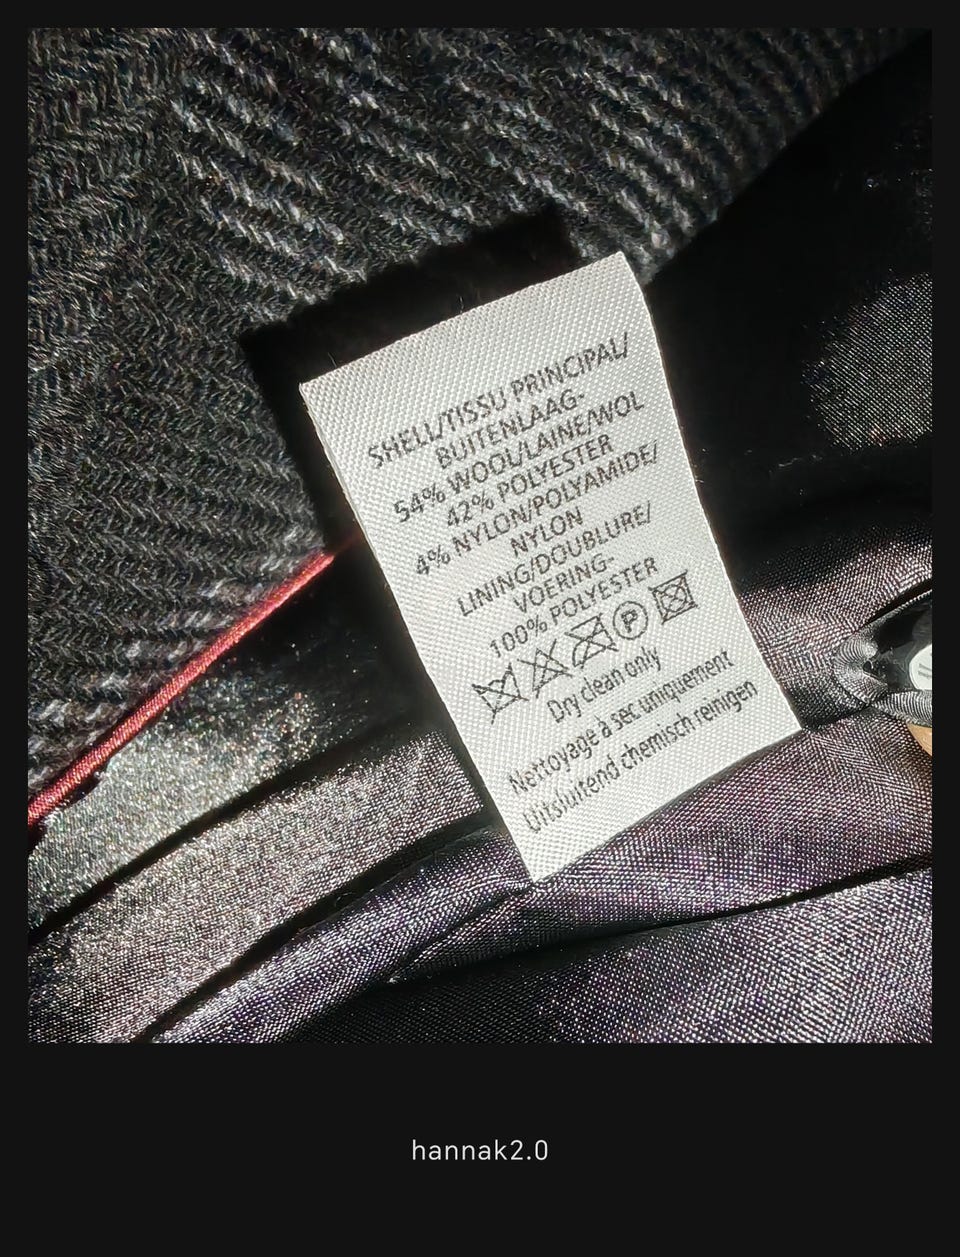 SHELL/TISSU PRINCIPAL/
BUITENLAAG-
54% WOOL/LAINE/WOL
42% POLYESTER
4% NYLON/POLYAMIDE/
NYLON
LINING/DOUBLURE/
VOERING-
100% POLYESTER
P
Dry clean only
Nettoyage à sec uniquement
Uitsluitend chemisch reinigen
hannak2.0